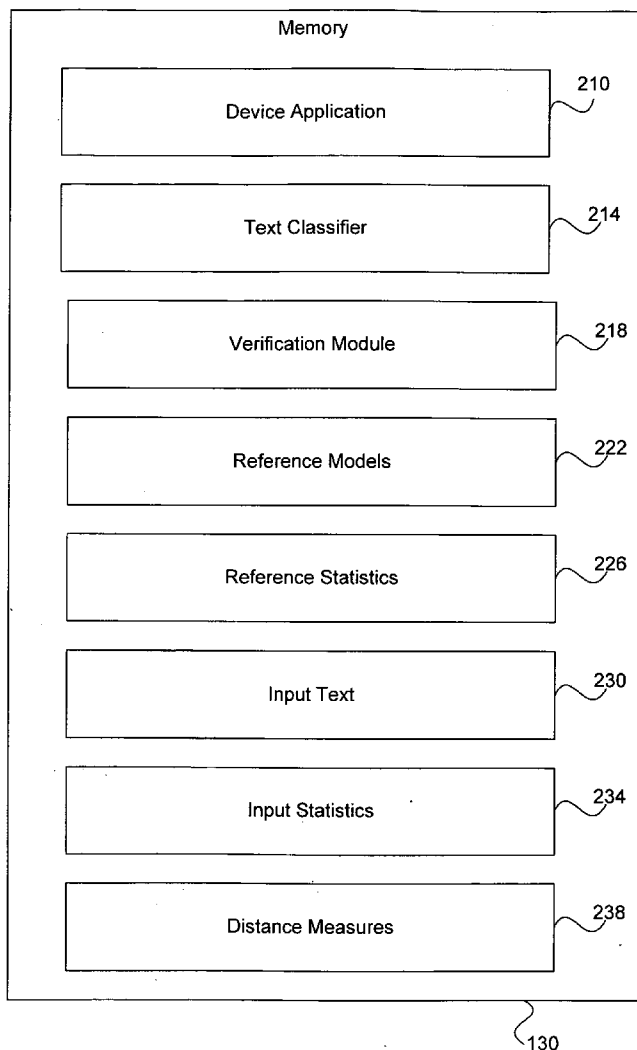 Memory
Device Application
210
Text Classifier
214
Verification Module
218
Reference Models
222
Reference Statistics
226
Input Text
230
Input Statistics
234
Distance Measures
238
130